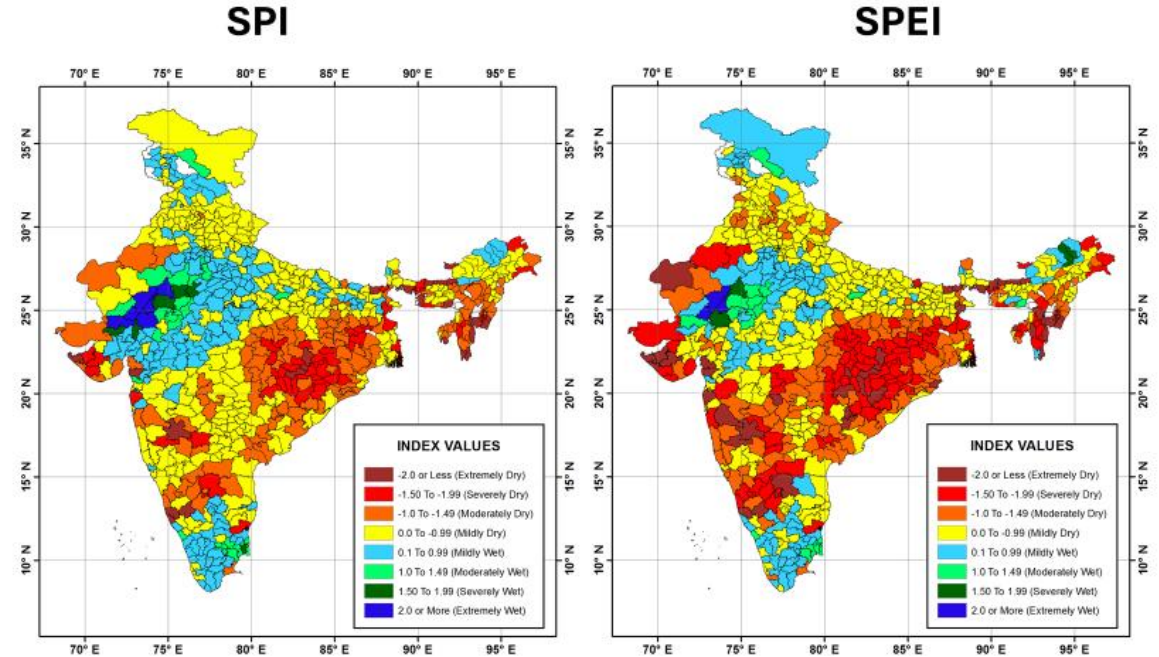 SPI
SPEI
70° E 75° E 80° E 85° E 90° E 95° E
70° E 75° E 80° E 85° E 90° E 95° E
35° N 35° N
30° N 30° N
25° N 25° N
20° N 20° N
15° N 15° N
10° N 10° N
INDEX VALUES
-2.0 or Less (Extremely Dry)
-1.50 To -1.99 (Severely Dry)
-1.0 To -1.49 (Moderately Dry)
0.0 To -0.99 (Mildly Dry)
0.1 To 0.99 (Mildly Wet)
1.0 To 1.49 (Moderately Wet)
1.50 To 1.99 (Severely Wet)
2.0 or More (Extremely Wet)
70° E 75° E 80° E 85° E 90° E 95° E
35° N
30° N
25° N
20° N
15° N
10° N
INDEX VALUES
-2.0 or Less (Extremely Dry)
-1.50 To -1.99 (Severely Dry)
-1.0 To -1.49 (Moderately Dry)
0.0 To -0.99 (Mildly Dry)
0.1 To 0.99 (Mildly Wet)
1.0 To 1.49 (Moderately Wet)
1.50 To 1.99 (Severely Wet)
2.0 or More (Extremely Wet)
70° E 75° E 80° E 85° E 90° E 95° E